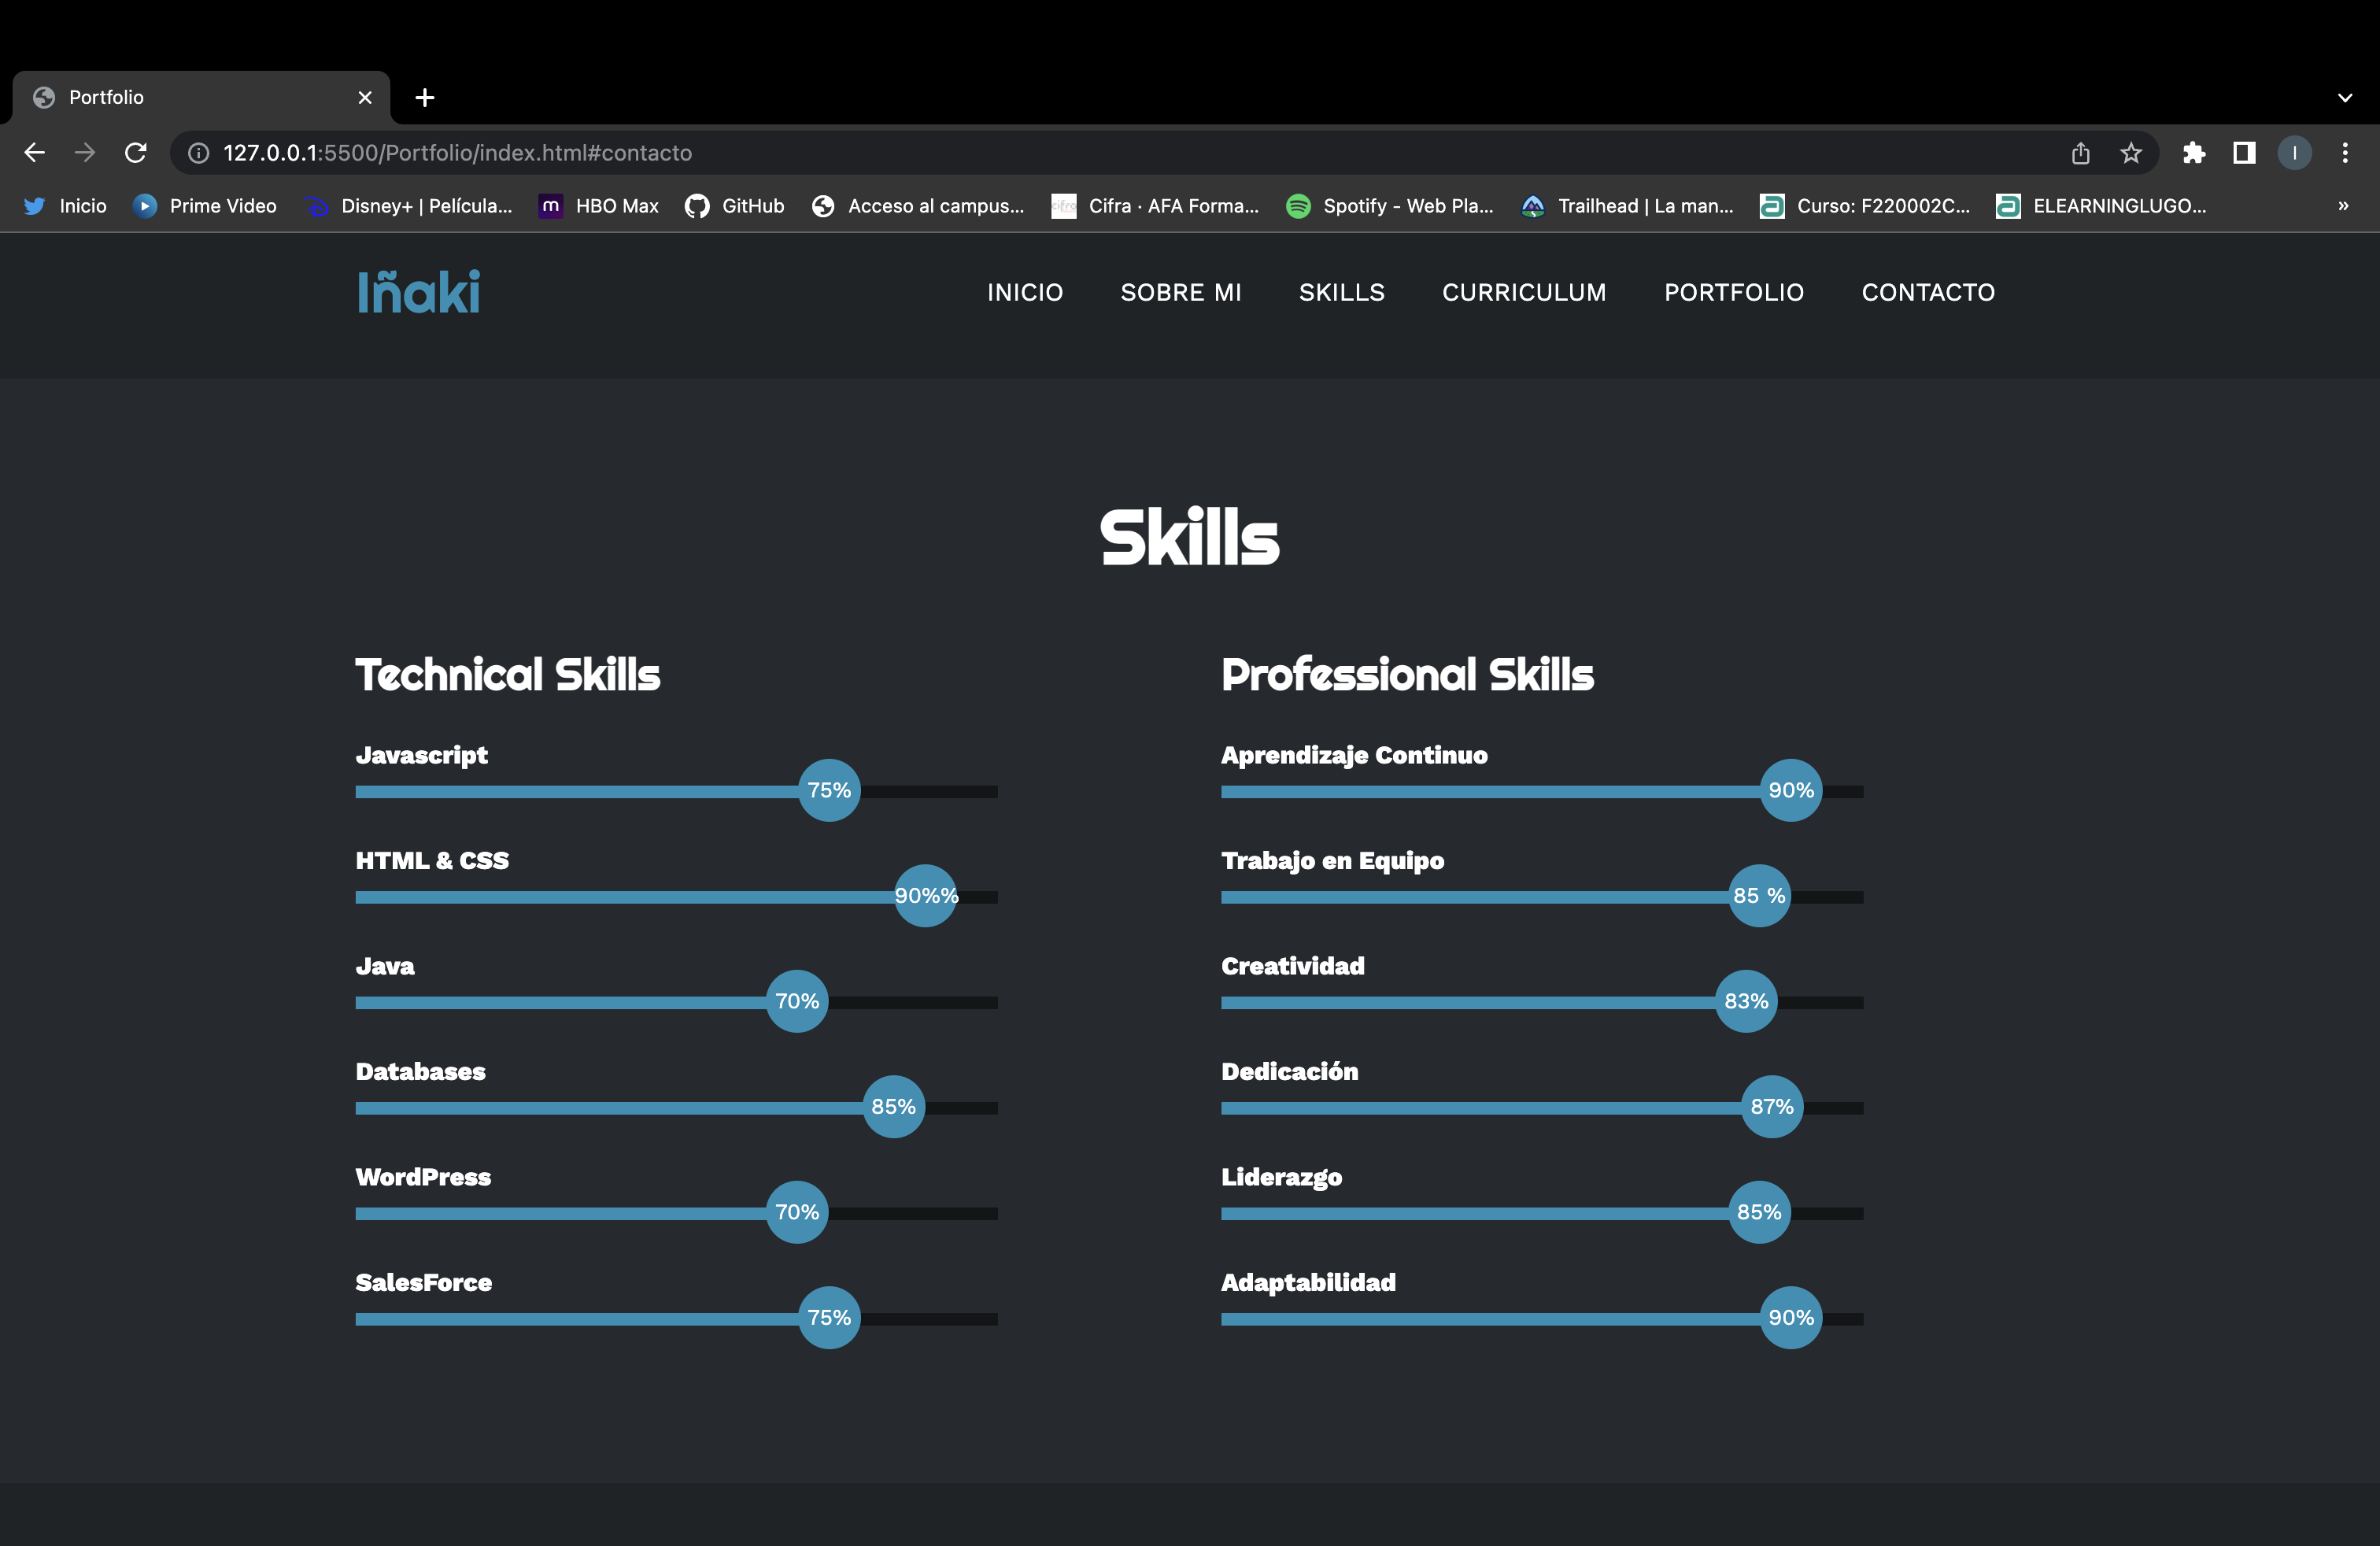 Portfolio
127.0.0.1:5500/Portfolio/index.html#contacto
I
Inicio Prime Video Disney+ | Película... HBO Max GitHub Acceso al campus... Cifra · AFA Forma... Spotify - Web Pla... Trailhead | La man... Curso: F220002C... ELEARNINGLUGO... »
Iñaki INICIO SOBRE MI SKILLS CURRICULUM PORTFOLIO CONTACTO
Skills
Technical Skills
Javascript
75%
HTML & CSS
90%%
Java
70%
Databases
85%
WordPress
70%
SalesForce
75%
Professional Skills
Aprendizaje Continuo
90%
Trabajo en Equipo
85 %
Creatividad
83%
Dedicación
87%
Liderazgo
85%
Adaptabilidad
90%